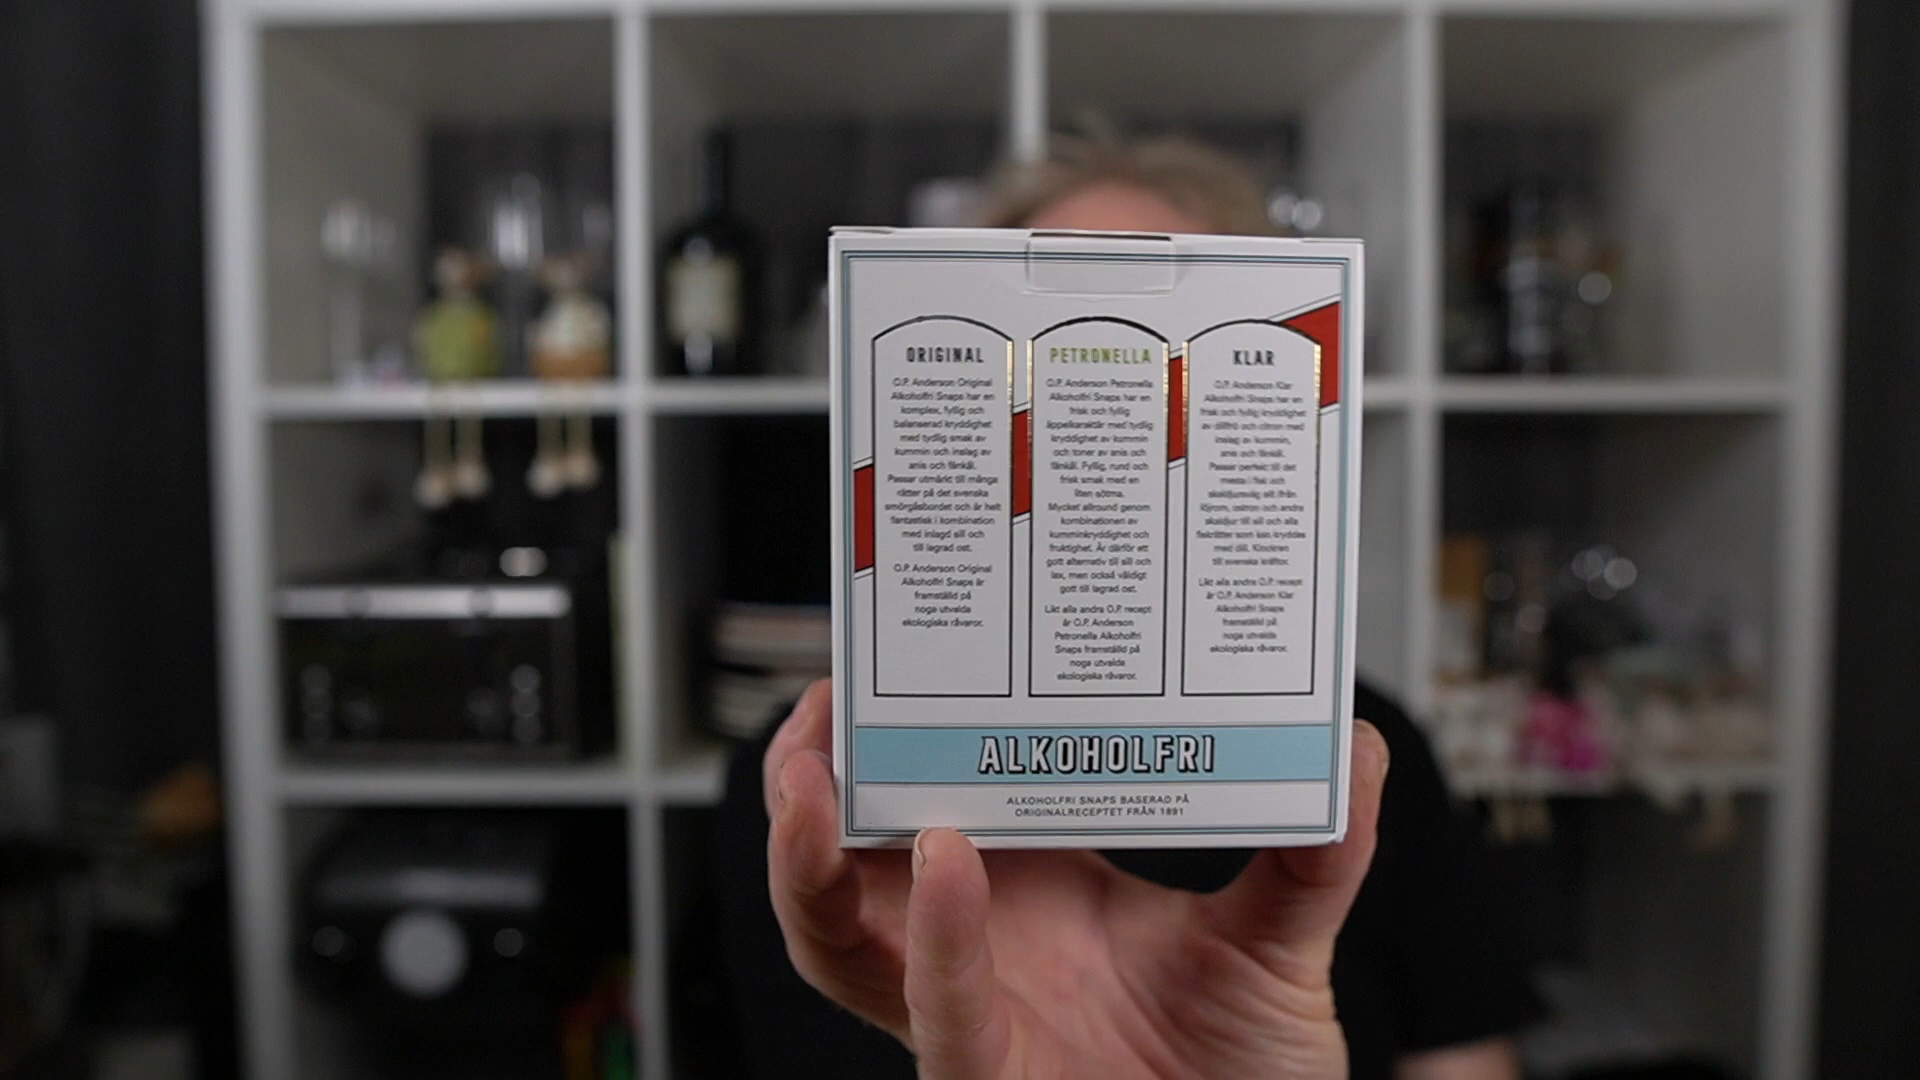 ORIGINAL
O.P. Anderson Original
Alkoholfri Snaps har en
komplex, fyllig och
balanserad kryddighet
med tydlig smak av
kummin och inslag av
anis och fänkål.
Passar utmärkt till många
rätter på det svenska
smörgåsbordet och är helt
fantastisk i kombination
med inlagd sill och
till lagrad ost.
O.P. Anderson Original
Alkoholfri Snaps är
framställd på
noga utvalda
ekologiska råvaror.
PETRONELLA
O.P. Anderson Petronella
Alkoholfri Snaps har en
frisk och fyllig
äppelkaraktär med tydlig
kryddighet av kummin
och toner av anis och
fänkål. Fyllig, rund och
frisk smak med en
liten sötma.
Mycket allround genom
kombinationen av
kumminkryddighet och
fruktighet. Är därför ett
gott alternativ till sill och
lax, men också väldigt
gott till lagrad ost.
Likt alla andra O.P. recept
är O.P. Anderson
Petronella Alkoholfri
Snaps framställd på
noga utvalda
ekologiska råvaror.
KLAR
O.P. Anderson Klar
Alkoholfri Snaps har en
frisk och fyllig kryddighet
av dillfrö och citron med
inslag av kummin,
anis och fänkål.
Passar perfekt till det
mesta i fisk och
skaldjursväg allt ifrån
löjrom, ostron och andra
skaldjur till sill och alla
fiskrätter som kan kryddas
med dill. Klockren
till svenska kräftor.
Likt alla andra O.P. recept
är O.P. Anderson Klar
Alkoholfri Snaps
framställd på
noga utvalda
ekologiska råvaror.
ALKOHOLFRI
ALKOHOLFRI SNAPS BASERAD PÅ
ORIGINALRECEPTET FRÅN 1891